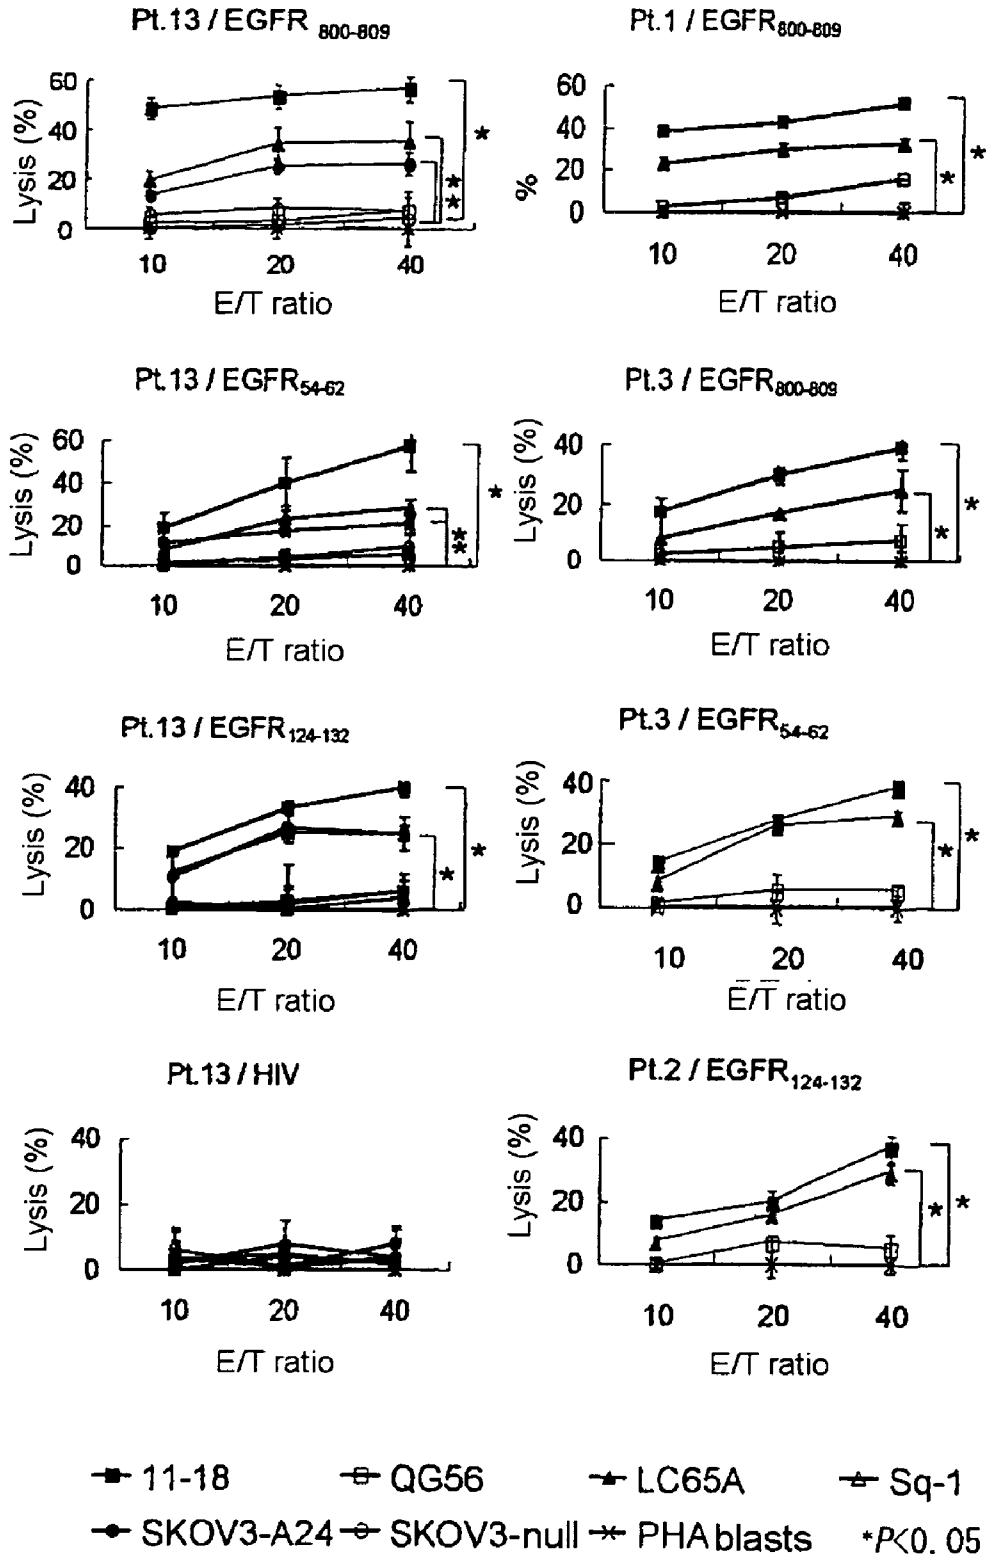 Pt.13 / EGFR 800-809
Lysis (%)
60
40
20
0
10 20 40
E/T ratio
*
*
*
Pt.1 / EGFR800-809
%
60
40
20
0
10 20 40
E/T ratio
*
*
Pt.13 / EGFR54-62
Lysis (%)
60
40
20
0
10 20 40
E/T ratio
*
*
*
Pt.3 / EGFR800-809
Lysis (%)
40
20
0
10 20 40
E/T ratio
*
*
Pt.13 / EGFR124-132
Lysis (%)
40
20
0
10 20 40
E/T ratio
*
*
Pt.3 / EGFR54-62
Lysis (%)
40
20
0
10 20 40
E/T ratio
*
*
Pt.13 / HIV
Lysis (%)
40
20
0
10 20 40
E/T ratio
Pt.2 / EGFR124-132
Lysis (%)
40
20
0
10 20 40
E/T ratio
*
*
11-18 QG56 LC65A Sq-1
SKOV3-A24 SKOV3-null PHA blasts *P<0.05